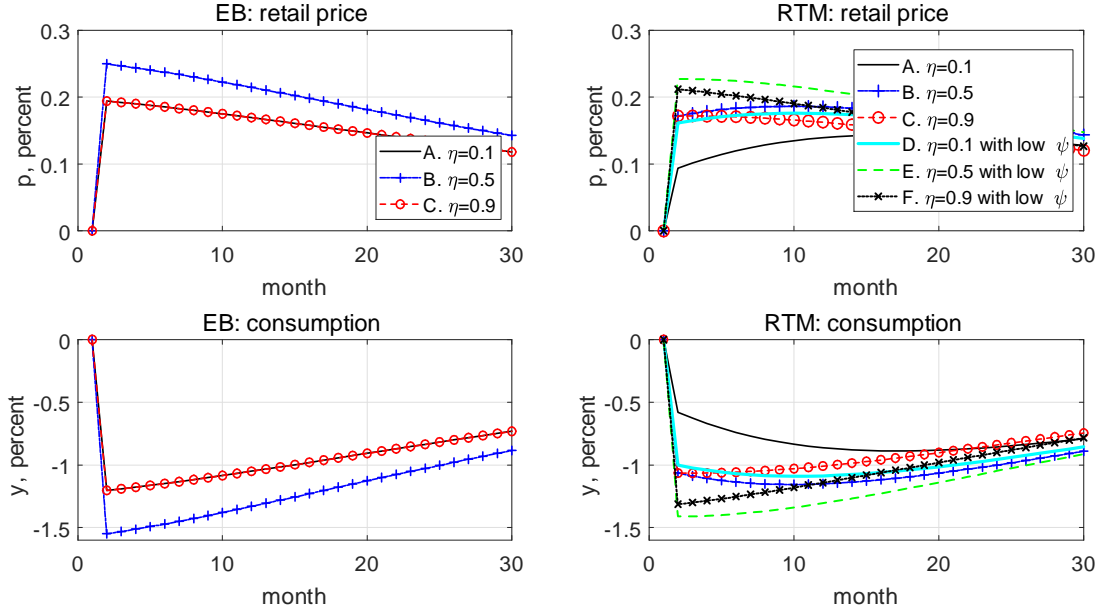 EB: retail price
p, percent
0.3
0.2
0.1
0
A. η=0.1
B. η=0.5
C. η=0.9
10
20
30
month
RTM: retail price
p, percent
0.3
0.2
0.1
0
A. η=0.1
B. η=0.5
C. η=0.9
D. η=0.1 with low ψ
E. η=0.5 with low ψ
F. η=0.9 with low ψ
10
20
30
month
EB: consumption
y, percent
0
-0.5
-1
-1.5
10
20
30
month
RTM: consumption
y, percent
0
-0.5
-1
-1.5
10
20
30
month